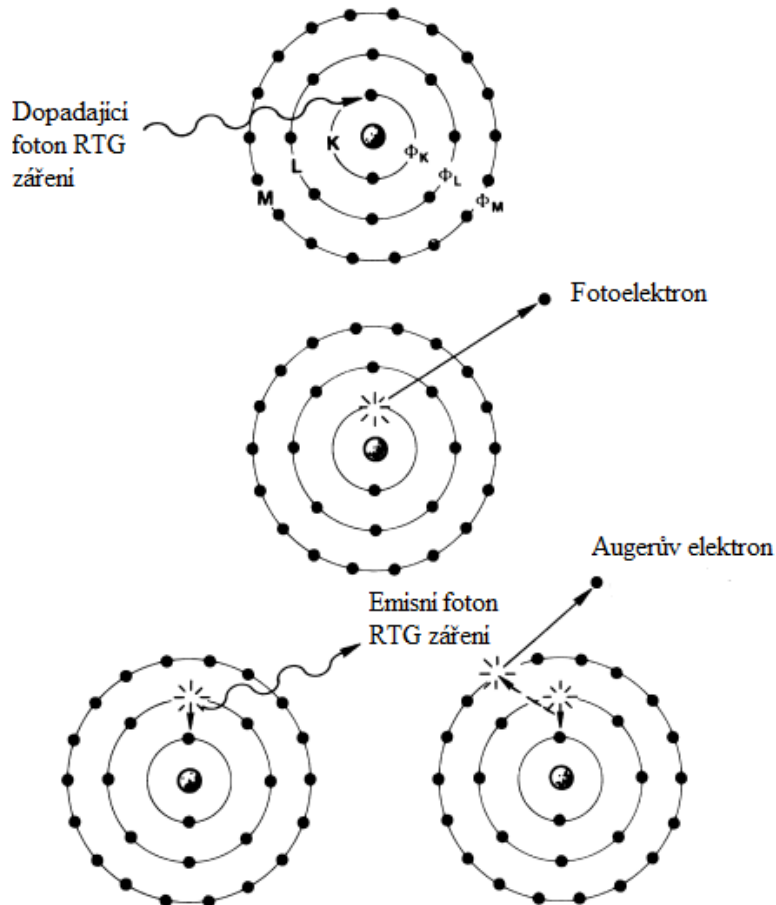 Dopadající
foton RTG
záření
K
L
M
Φ_K
Φ_L
Φ_M
Fotoelektron
Augerův elektron
Emisní foton
RTG záření